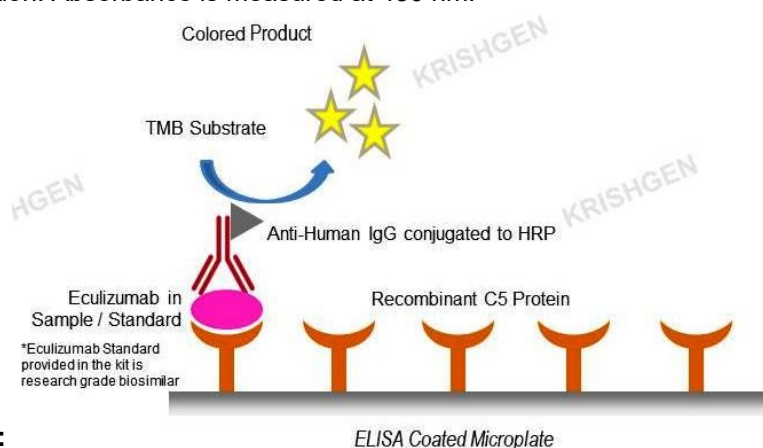 Colored Product
KRISHGEN
TMB Substrate
HGEN
KRISHGEN
Anti-Human IgG conjugated to HRP
Eculizumab in
Sample / Standard
Recombinant C5 Protein
*Eculizumab Standard
provided in the kit is
research grade biosimilar
:
ELISA Coated Microplate